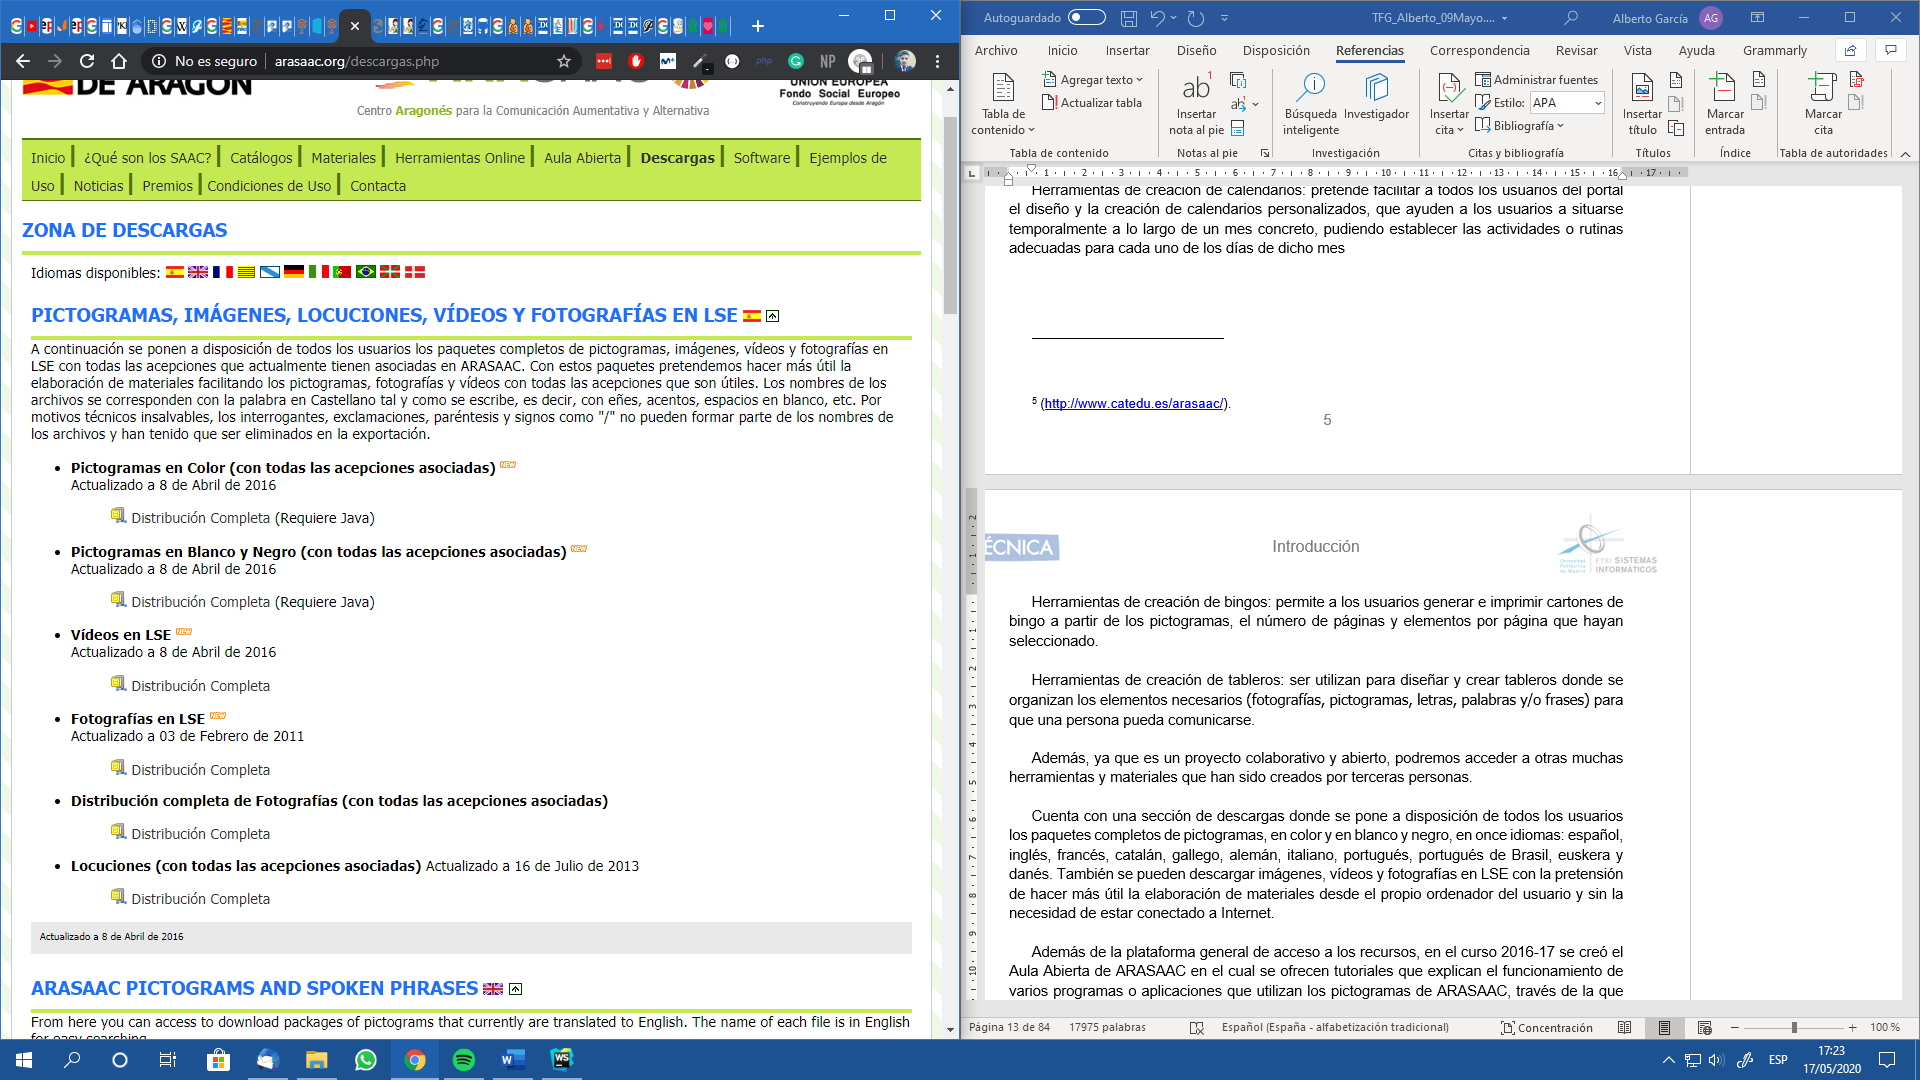 No es seguro
arasaac.org/descargas.php
DE ARAGÓN
UNIÓN EUROPEA
Fondo Social Europeo
Construyendo Europa desde Aragón
Centro Aragonés para la Comunicación Aumentativa y Alternativa
Inicio ¿Qué son los SAAC? Catálogos Materiales Herramientas Online Aula Abierta Descargas Software Ejemplos de
Uso Noticias Premios Condiciones de Uso Contacta
ZONA DE DESCARGAS
Idiomas disponibles:
PICTOGRAMAS, IMÁGENES, LOCUCIONES, VÍDEOS Y FOTOGRAFÍAS EN LSE
A continuación se ponen a disposición de todos los usuarios los paquetes completos de pictogramas, imágenes, vídeos y fotografías en
LSE con todas las acepciones que actualmente tienen asociadas en ARASAAC. Con estos paquetes pretendemos hacer más útil la
elaboración de materiales facilitando los pictogramas, fotografías y vídeos con todas las acepciones que son útiles. Los nombres de los
archivos se corresponden con la palabra en Castellano tal y como se escribe, es decir, con eñes, acentos, espacios en blanco, etc. Por
motivos técnicos insalvables, los interrogantes, exclamaciones, paréntesis y signos como "/" no pueden formar parte de los nombres de
los archivos y han tenido que ser eliminados en la exportación.
Pictogramas en Color (con todas las acepciones asociadas) NEW
Actualizado a 8 de Abril de 2016
Distribución Completa (Requiere Java)
Pictogramas en Blanco y Negro (con todas las acepciones asociadas) NEW
Actualizado a 8 de Abril de 2016
Distribución Completa (Requiere Java)
Vídeos en LSE NEW
Actualizado a 8 de Abril de 2016
Distribución Completa
Fotografías en LSE NEW
Actualizado a 03 de Febrero de 2011
Distribución Completa
Distribución completa de Fotografías (con todas las acepciones asociadas)
Distribución Completa
Locuciones (con todas las acepciones asociadas) Actualizado a 16 de Julio de 2013
Distribución Completa
Actualizado a 8 de Abril de 2016
ARASAAC PICTOGRAMS AND SPOKEN PHRASES
From here you can access to download packages of pictograms that currently are translated to English. The name of each file is in English
for easy searching.
Autoguardado
TFG_Alberto_09Mayo....
Alberto García AG
Archivo Inicio Insertar Diseño Disposición Referencias Correspondencia Revisar Vista Ayuda Grammarly
Tabla de
contenido
Agregar texto
Actualizar tabla
Tabla de contenido
Insertar
nota al pie
Notas al pie
Búsqueda
inteligente
Investigador
Investigación
Insertar
cita
Administrar fuentes
Estilo: APA
Bibliografía
Citas y bibliografía
Insertar
título
Títulos
Marcar
entrada
Índice
Marcar
cita
Tabla de autoridades
1 2 3 4 5 6 7 8 9 10 11 12 13 14 15 16 17
Herramientas de creación de calendarios: pretende facilitar a todos los usuarios del portal
el diseño y la creación de calendarios personalizados, que ayuden a los usuarios a situarse
temporalmente a lo largo de un mes concreto, pudiendo establecer las actividades o rutinas
adecuadas para cada uno de los días de dicho mes
5 (http://www.catedu.es/arasaac/).
5
ÉCNICA
Introducción
Universidad
Politécnica
de Madrid
ETSI SISTEMAS
INFORMÁTICOS
Herramientas de creación de bingos: permite a los usuarios generar e imprimir cartones de
bingo a partir de los pictogramas, el número de páginas y elementos por página que hayan
seleccionado.
Herramientas de creación de tableros: ser utilizan para diseñar y crear tableros donde se
organizan los elementos necesarios (fotografías, pictogramas, letras, palabras y/o frases) para
que una persona pueda comunicarse.
Además, ya que es un proyecto colaborativo y abierto, podremos acceder a otras muchas
herramientas y materiales que han sido creados por terceras personas.
Cuenta con una sección de descargas donde se pone a disposición de todos los usuarios
los paquetes completos de pictogramas, en color y en blanco y negro, en once idiomas: español,
inglés, francés, catalán, gallego, alemán, italiano, portugués, portugués de Brasil, euskera y
danés. También se pueden descargar imágenes, vídeos y fotografías en LSE con la pretensión
de hacer más útil la elaboración de materiales desde el propio ordenador del usuario y sin la
necesidad de estar conectado a Internet.
Además de la plataforma general de acceso a los recursos, en el curso 2016-17 se creó el
Aula Abierta de ARASAAC en el cual se ofrecen tutoriales que explican el funcionamiento de
varios programas o aplicaciones que utilizan los pictogramas de ARASAAC, través de la que
Página 13 de 84 17975 palabras Español (España - alfabetización tradicional) Concentración 100 %
ESP
17:23
17/05/2020